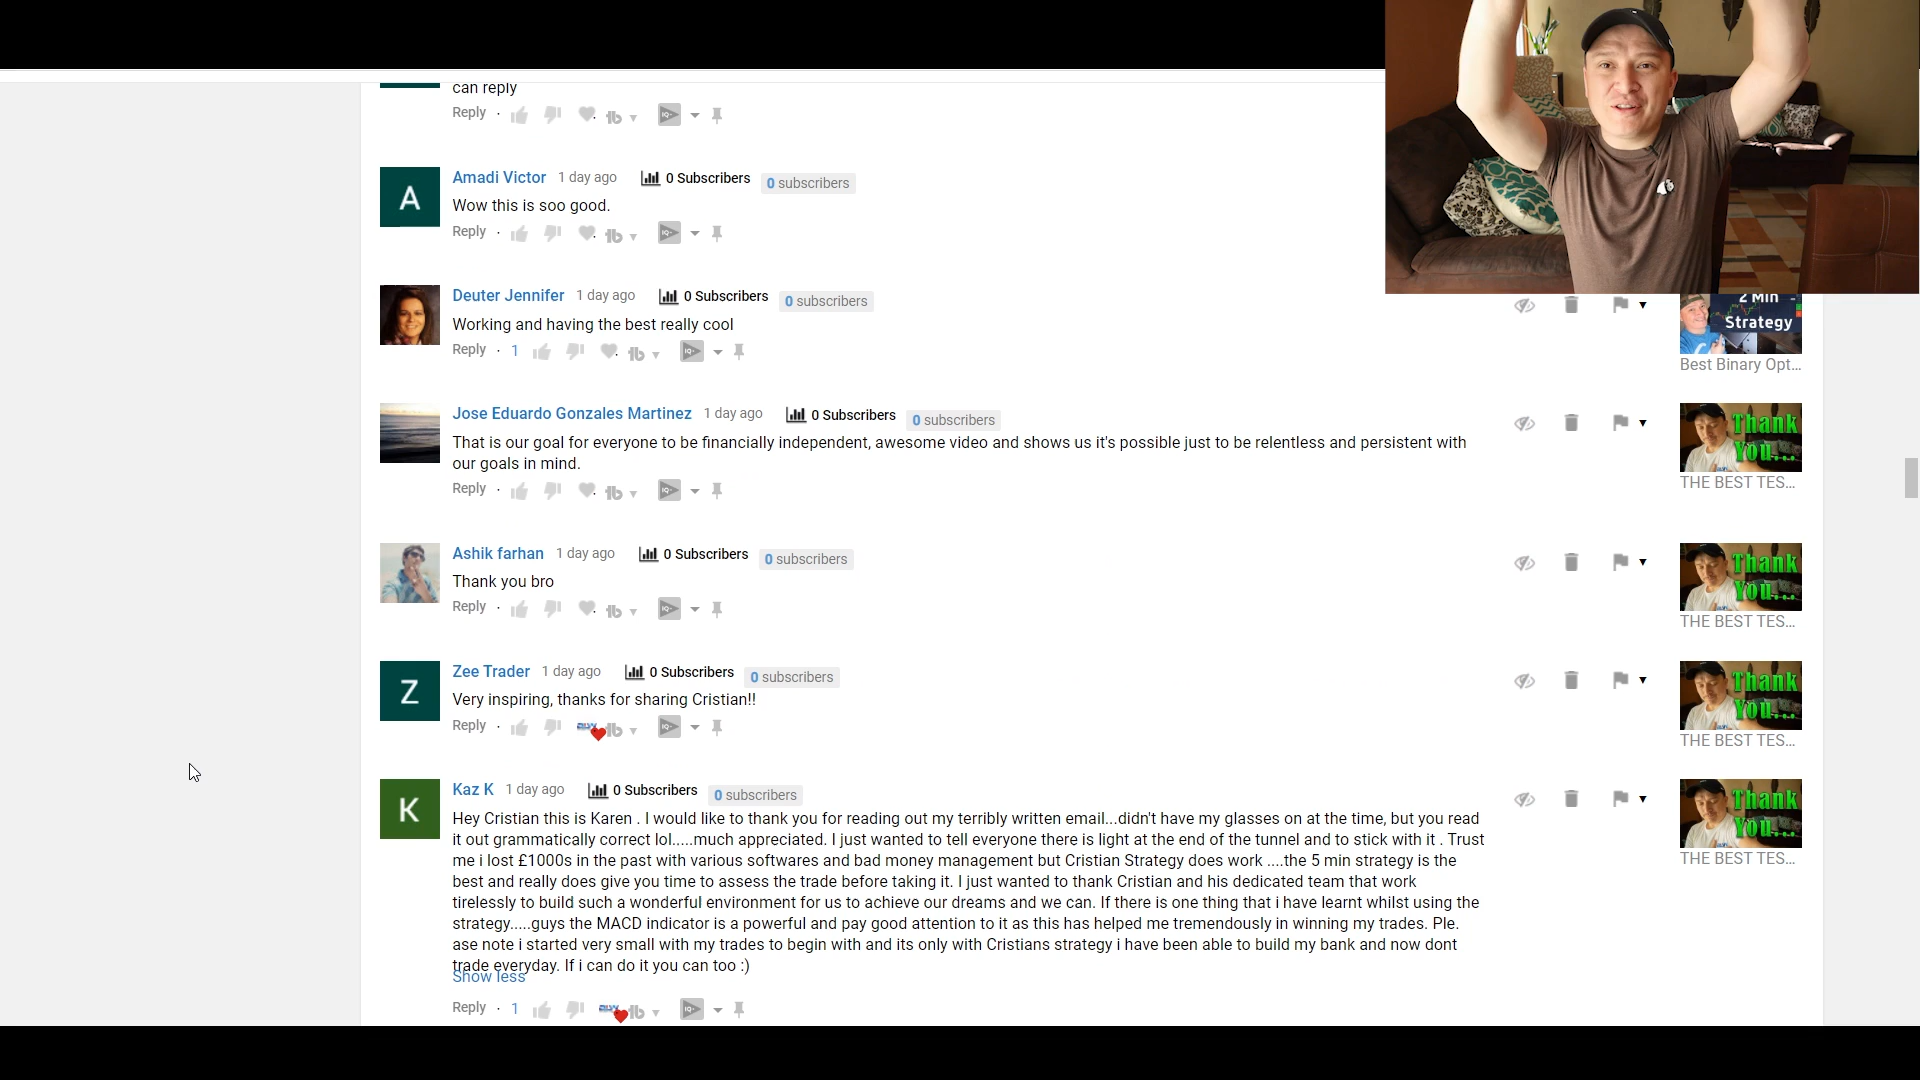 can reply
Reply ·
A
Amadi Victor 1 day ago 0 Subscribers 0 subscribers
Wow this is soo good.
Reply ·
Deuter Jennifer 1 day ago 0 Subscribers 0 subscribers
Working and having the best really cool
Reply · 1
2 Min
Strategy
Best Binary Opt...
Jose Eduardo Gonzales Martinez 1 day ago 0 Subscribers 0 subscribers
That is our goal for everyone to be financially independent, awesome video and shows us it's possible just to be relentless and persistent with
our goals in mind.
Reply ·
Thank
You...
THE BEST TES...
Ashik farhan 1 day ago 0 Subscribers 0 subscribers
Thank you bro
Reply ·
Thank
You...
THE BEST TES...
Z
Zee Trader 1 day ago 0 Subscribers 0 subscribers
Very inspiring, thanks for sharing Cristian!!
Reply ·
Thank
You...
THE BEST TES...
K
Kaz K 1 day ago 0 Subscribers 0 subscribers
Hey Cristian this is Karen . I would like to thank you for reading out my terribly written email...didn't have my glasses on at the time, but you read
it out grammatically correct lol.....much appreciated. I just wanted to tell everyone there is light at the end of the tunnel and to stick with it . Trust
me i lost £1000s in the past with various softwares and bad money management but Cristian Strategy does work ....the 5 min strategy is the
best and really does give you time to assess the trade before taking it. I just wanted to thank Cristian and his dedicated team that work
tirelessly to build such a wonderful environment for us to achieve our dreams and we can. If there is one thing that i have learnt whilst using the
strategy.....guys the MACD indicator is a powerful and pay good attention to it as this has helped me tremendously in winning my trades. Ple.
ase note i started very small with my trades to begin with and its only with Cristians strategy i have been able to build my bank and now dont
trade everyday. If i can do it you can too :)
Show less
Reply · 1
Thank
You...
THE BEST TES...